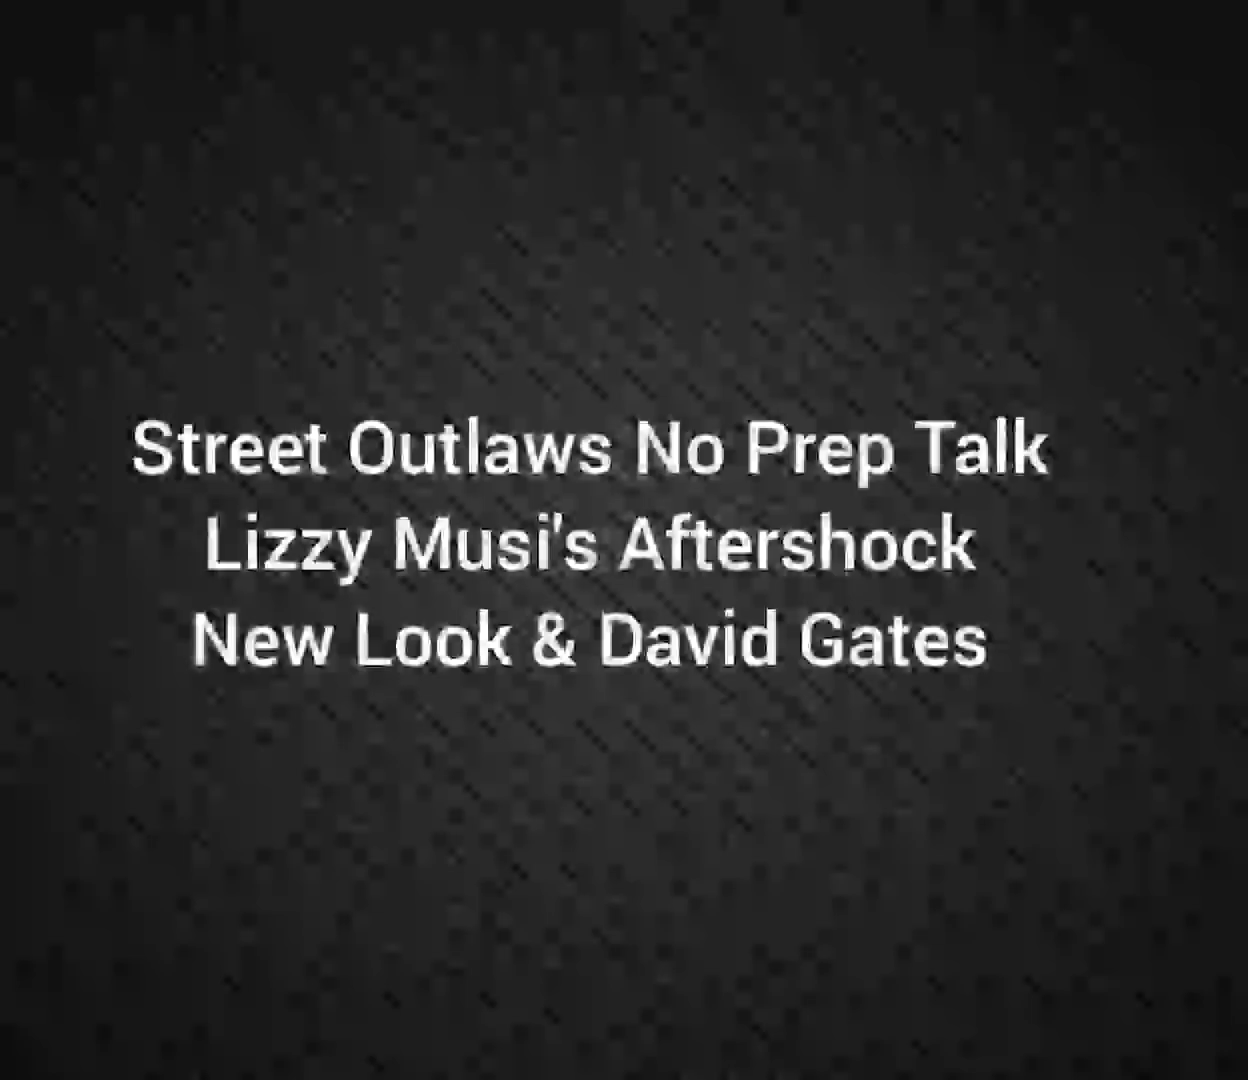 Street Outlaws No Prep Talk
Lizzy Musi's Aftershock
New Look & David Gates